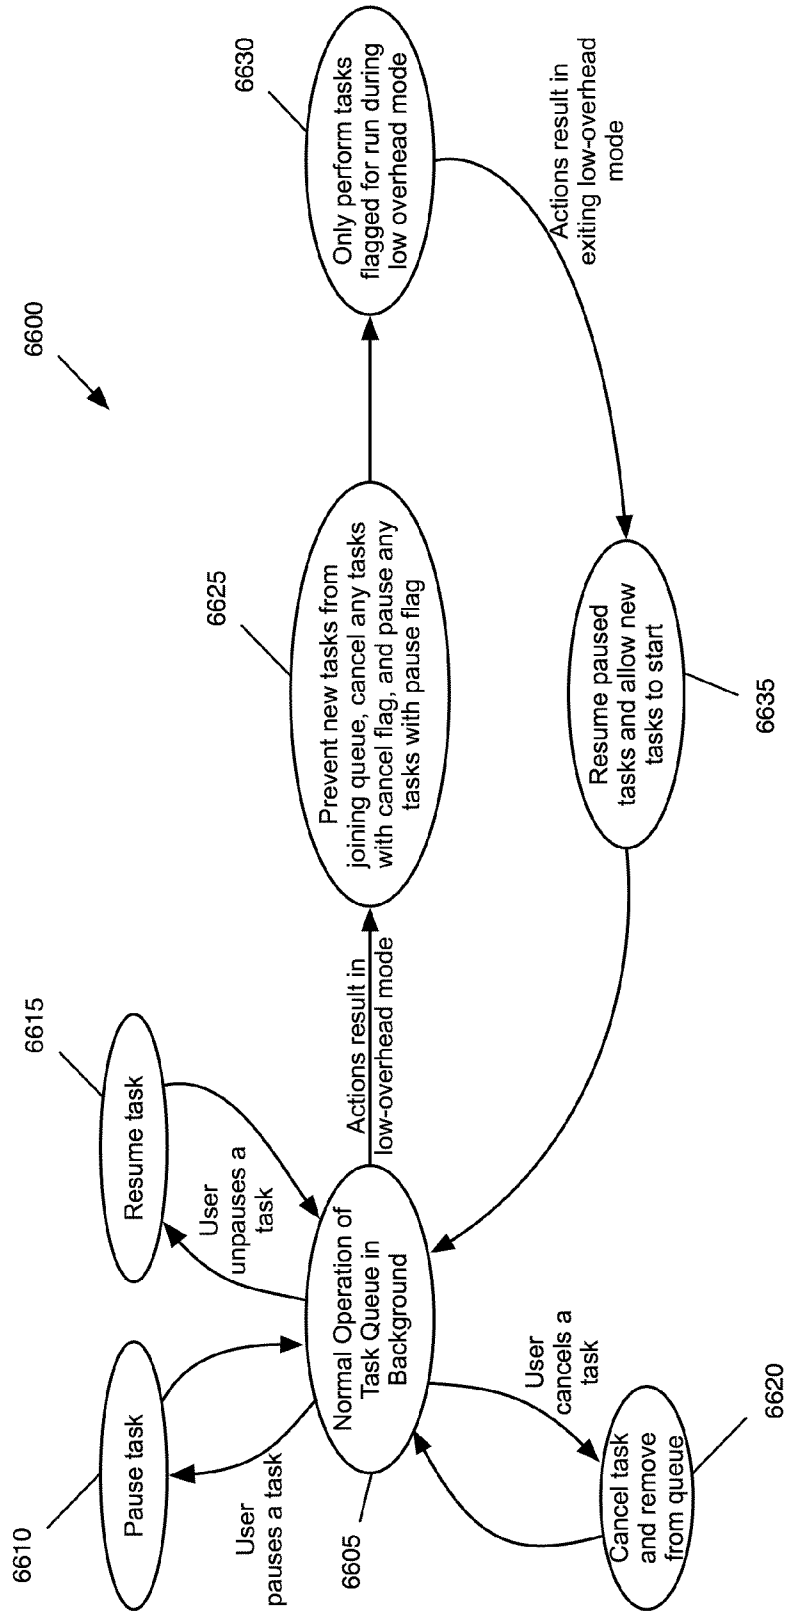 6600
6610
Pause task
6615
Resume task
User
pauses a task
User
unpauses a
task
6605
Normal Operation of
Task Queue in
Background
Actions result in
low-overhead mode
6625
Prevent new tasks from
joining queue, cancel any tasks
with cancel flag, and pause any
tasks with pause flag
6630
Only perform tasks
flagged for run during
low overhead mode
User
cancels a
task
Cancel task
and remove
from queue
6620
Resume paused
tasks and allow new
tasks to start
6635
Actions result in
exiting low-overhead
mode